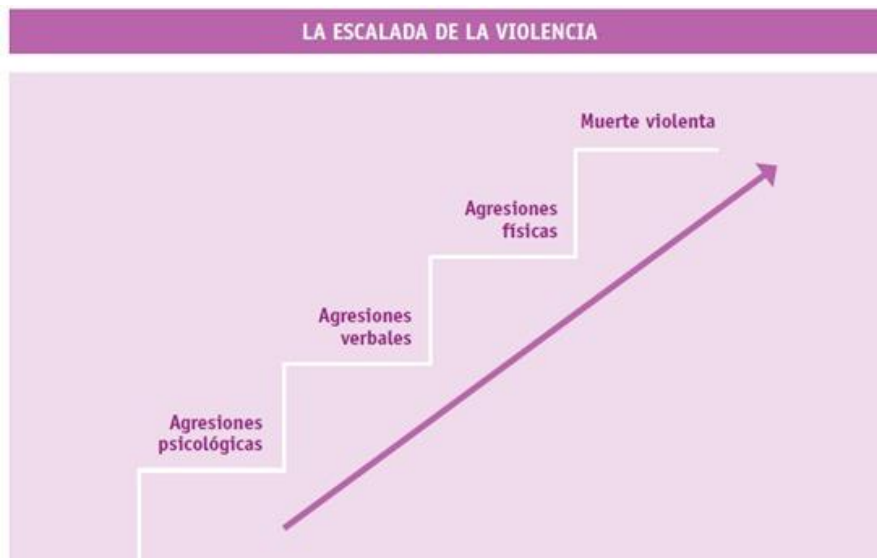 LA ESCALADA DE LA VIOLENCIA
Muerte violenta
Agresiones
físicas
Agresiones
verbales
Agresiones
psicológicas